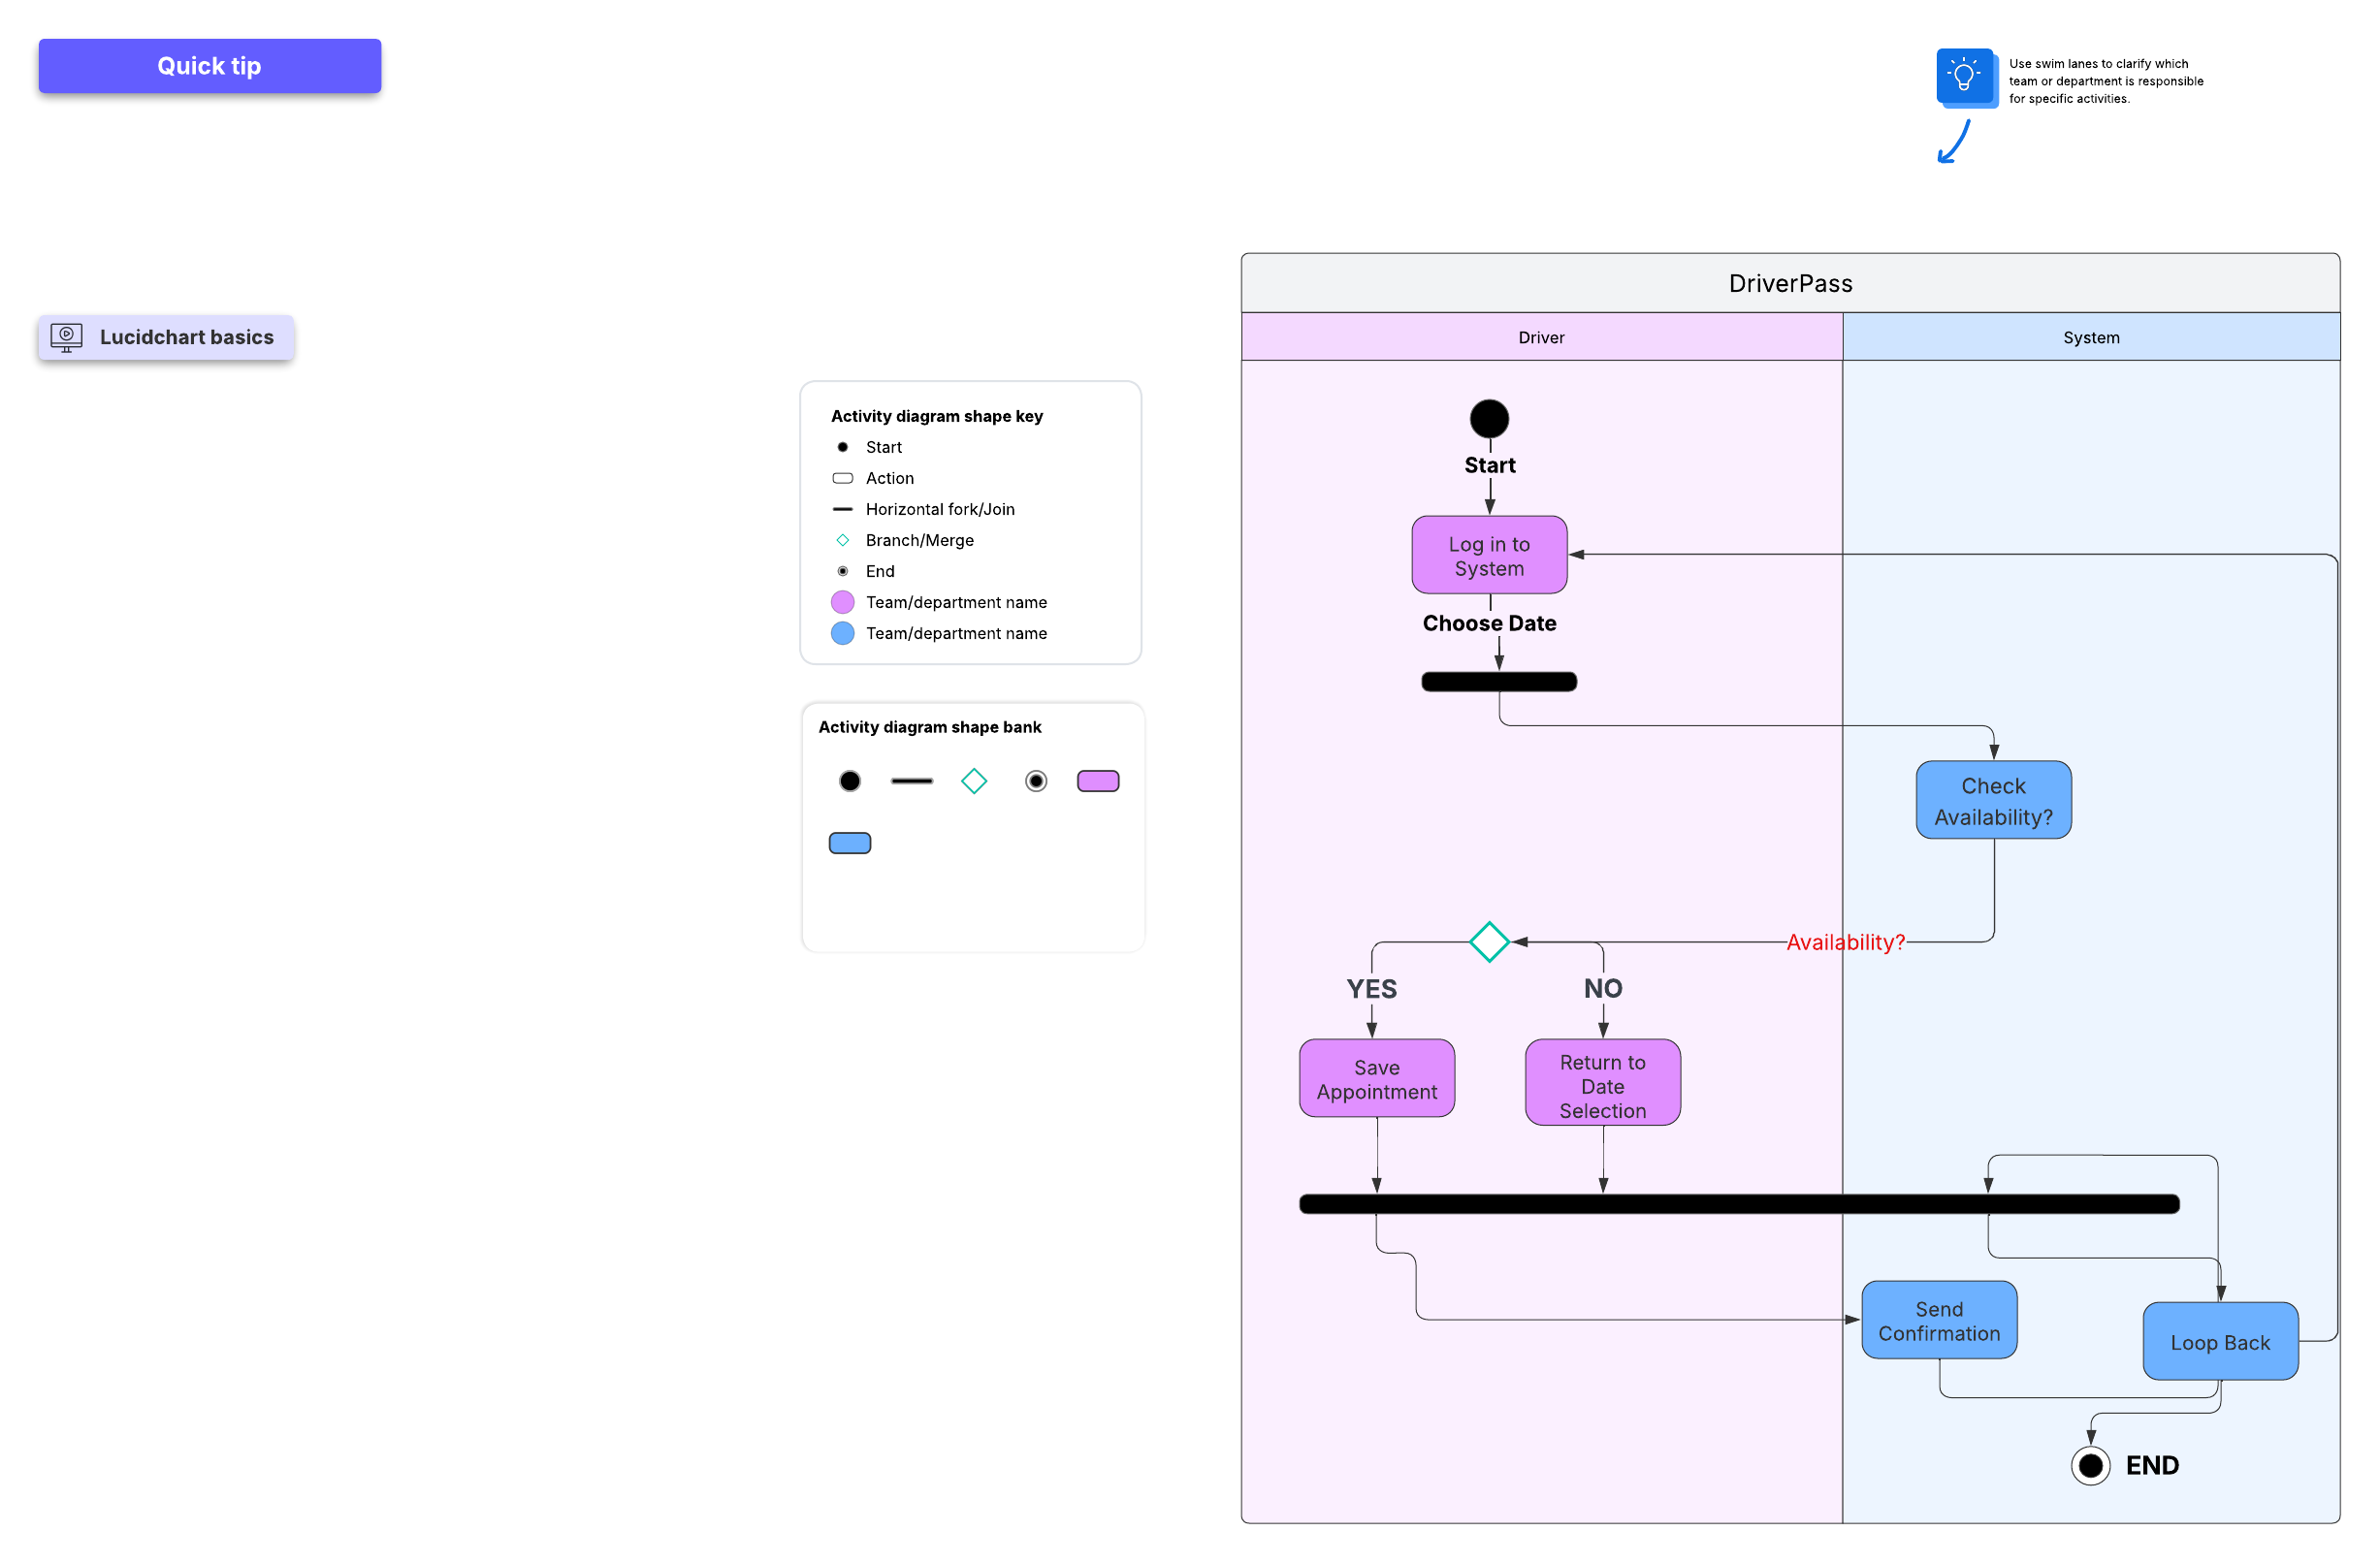 Quick tip
Use swim lanes to clarify which
team or department is responsible
for specific activities.
Lucidchart basics
Activity diagram shape key
Start
Action
Horizontal fork/Join
Branch/Merge
End
Team/department name
Team/department name
Activity diagram shape bank
DriverPass
Driver
System
Start
Log in to
System
Choose Date
Check
Availability?
Availability?
YES
NO
Save
Appointment
Return to
Date
Selection
Send
Confirmation
Loop Back
END